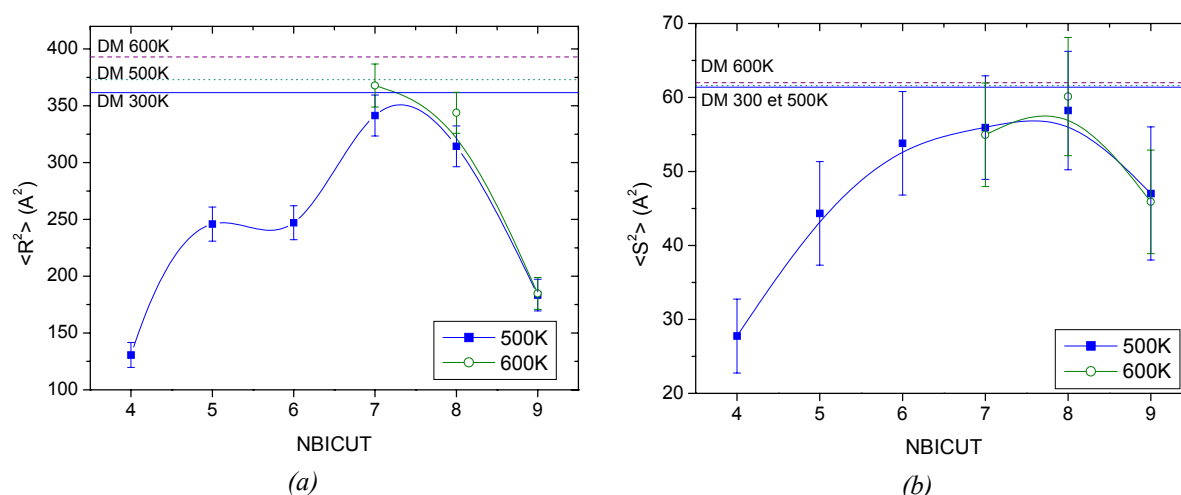 DM 600K
DM 500K
DM 300K
400
350
300
250
200
150
100
<R²> (A²)
4 5 6 7 8 9
NBICUT
500K
600K
(a)
DM 600K
DM 300 et 500K
70
60
50
40
30
20
<S²> (A²)
4 5 6 7 8 9
NBICUT
500K
600K
(b)